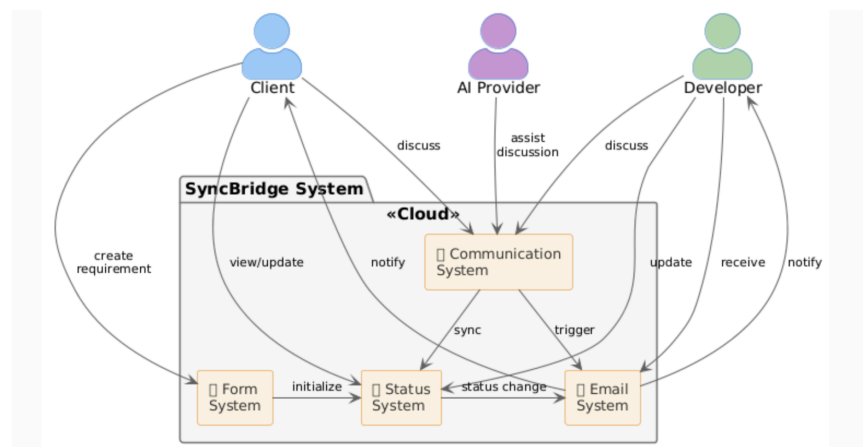 Client
AI Provider
Developer
discuss
assist
discussion
discuss
SyncBridge System
«Cloud»
Communication
System
create
requirement
view/update
notify
update
receive
notify
sync
trigger
Form
System
initialize
Status
System
status change
Email
System